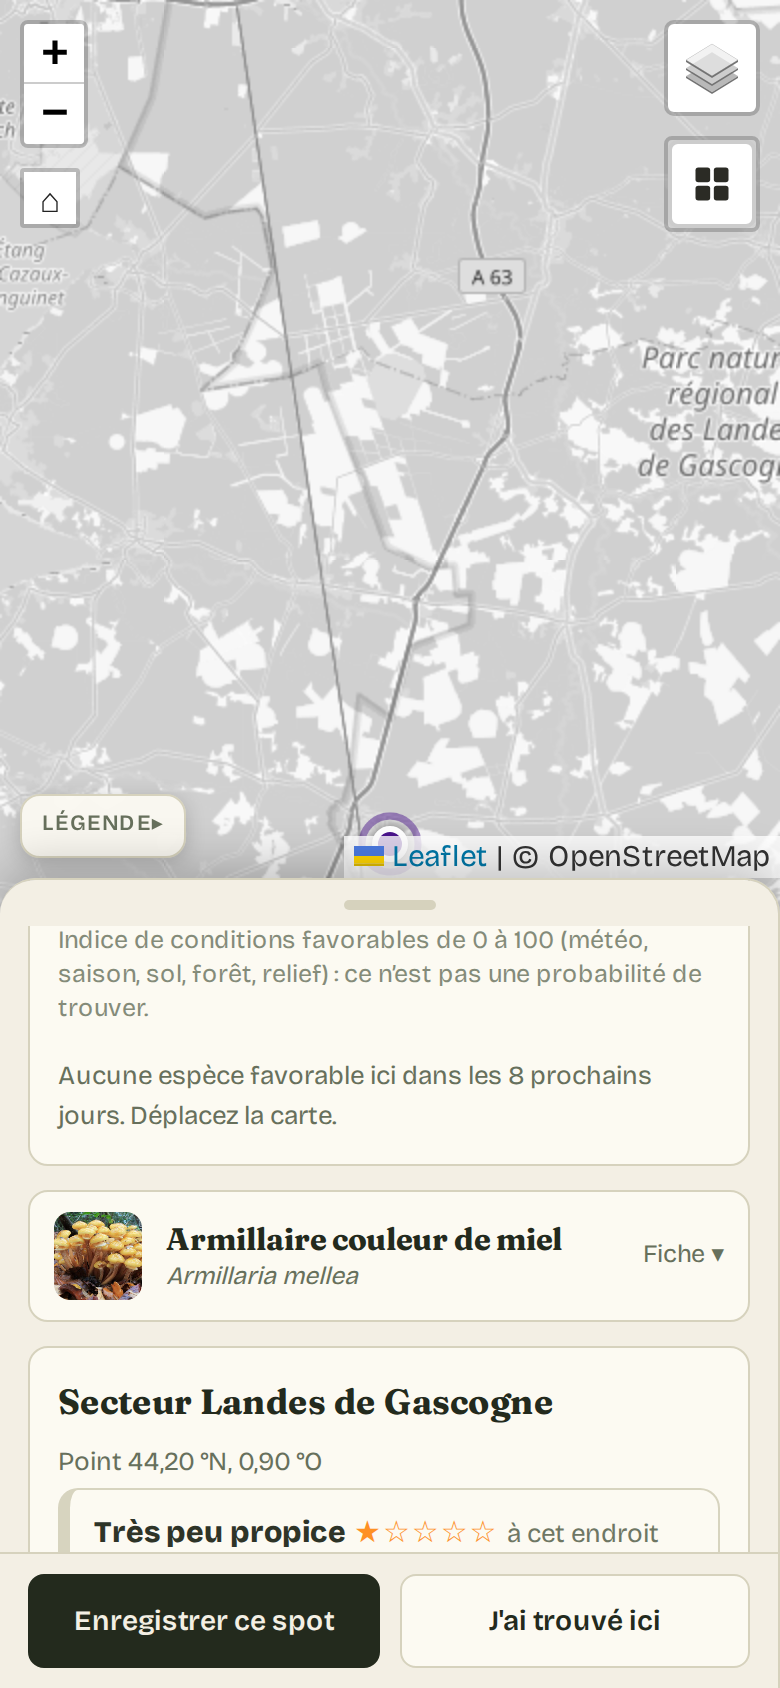 +
−
te
ch
Étang
Cazaux-
nguinet
A 63
Parc natur
régional
des Lande
de Gascogn
LÉGENDE▸
Leaflet | © OpenStreetMap
Indice de conditions favorables de 0 à 100 (météo,
saison, sol, forêt, relief) : ce n'est pas une probabilité de
trouver.
Aucune espèce favorable ici dans les 8 prochains
jours. Déplacez la carte.
Armillaire couleur de miel
Armillaria mellea
Fiche ▾
Secteur Landes de Gascogne
Point 44,20 °N, 0,90 °O
Très peu propice ★☆☆☆☆ à cet endroit
Enregistrer ce spot
J'ai trouvé ici